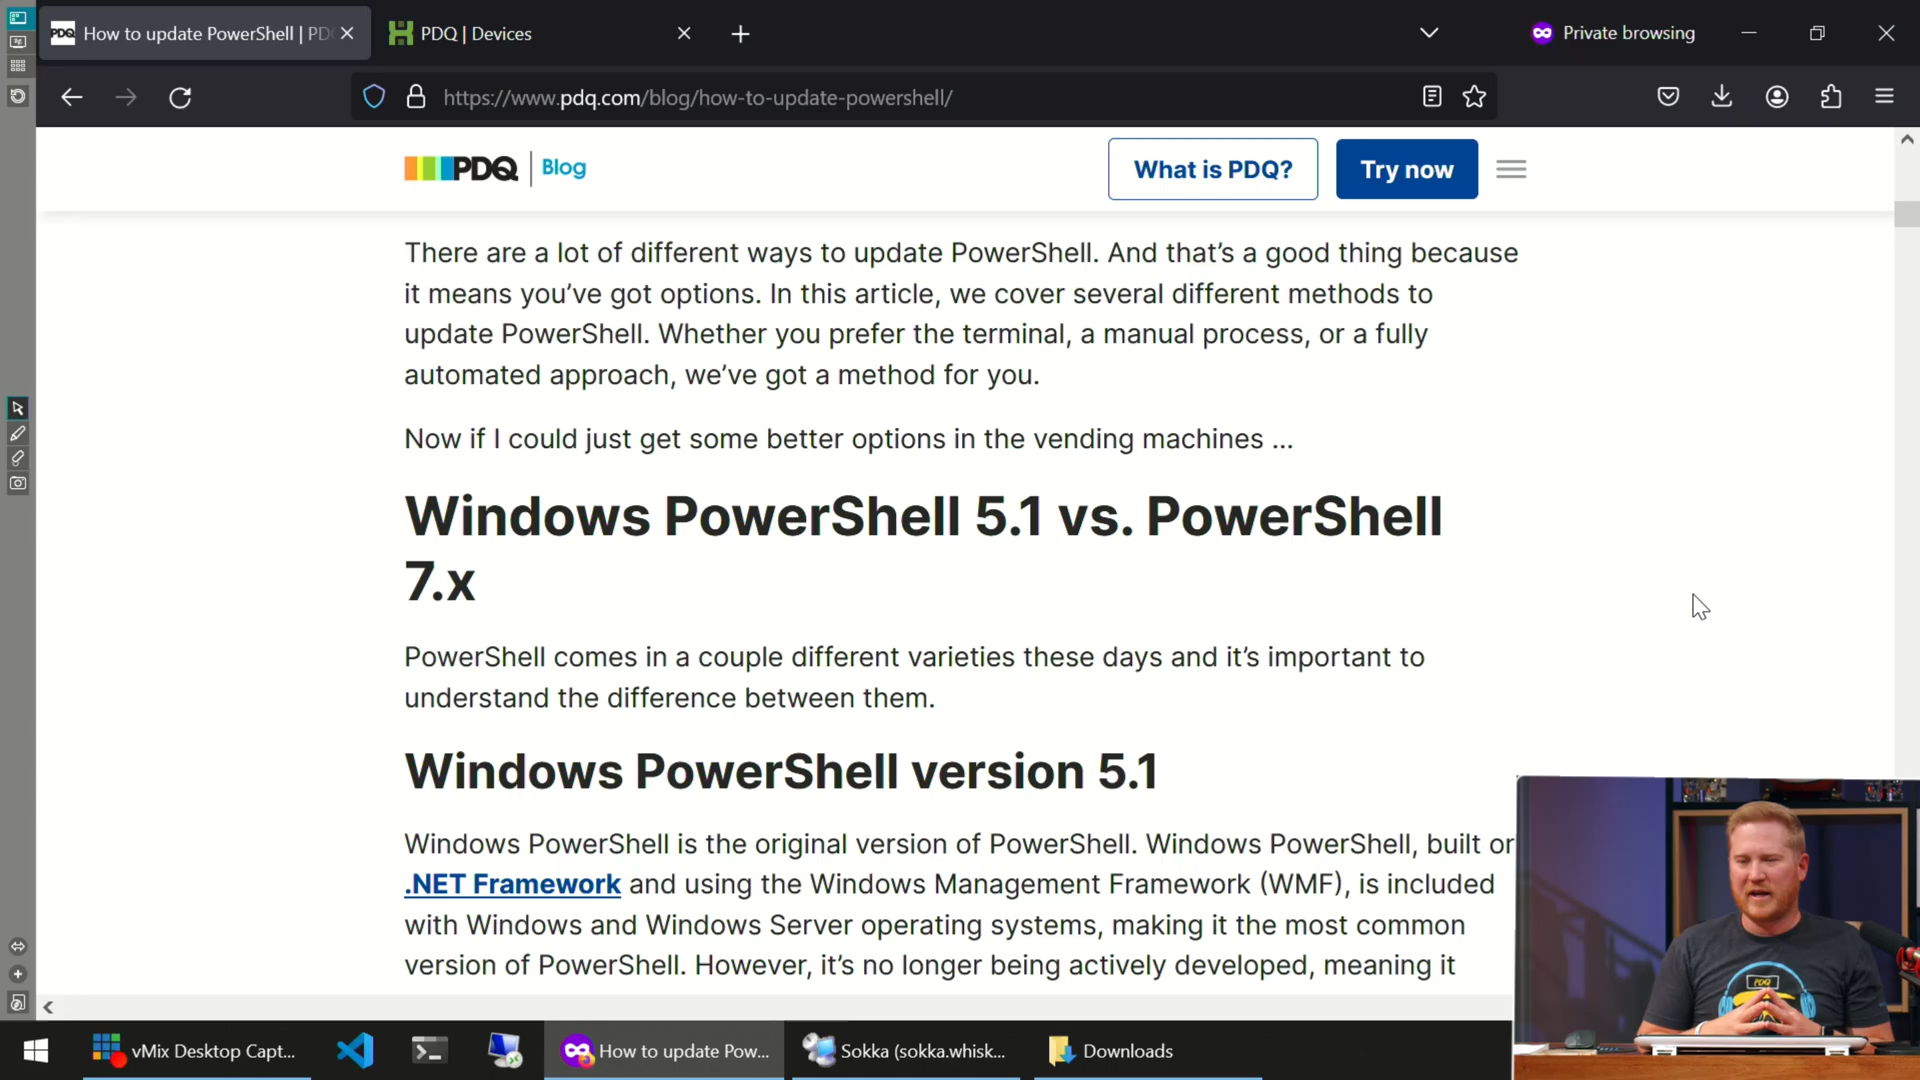 How to update PowerShell | PD
PDQ | Devices
Private browsing
https://www.pdq.com/blog/how-to-update-powershell/
PDQ | Blog
What is PDQ?
Try now
There are a lot of different ways to update PowerShell. And that’s a good thing because
it means you’ve got options. In this article, we cover several different methods to
update PowerShell. Whether you prefer the terminal, a manual process, or a fully
automated approach, we’ve got a method for you.
Now if I could just get some better options in the vending machines ...
Windows PowerShell 5.1 vs. PowerShell
7.x
PowerShell comes in a couple different varieties these days and it’s important to
understand the difference between them.
Windows PowerShell version 5.1
Windows PowerShell is the original version of PowerShell. Windows PowerShell, built on
.NET Framework and using the Windows Management Framework (WMF), is included
with Windows and Windows Server operating systems, making it the most common
version of PowerShell. However, it’s no longer being actively developed, meaning it
PDQ
vMix Desktop Capt...
How to update Pow...
Sokka (sokka.whisk...
Downloads